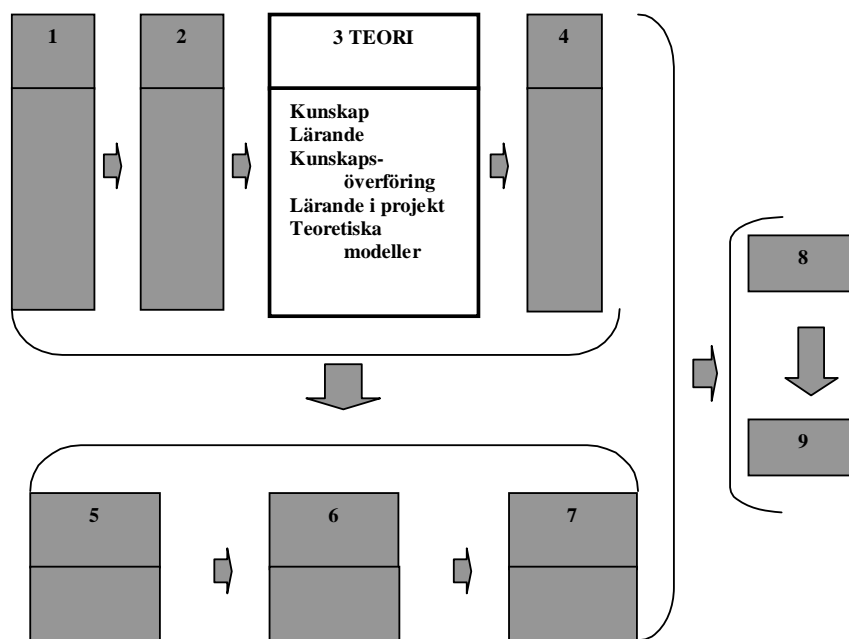 1
2
3 TEORI
4
Kunskap
Lärande
Kunskaps-
överföring
Lärande i projekt
Teoretiska
modeller
8
9
5
6
7